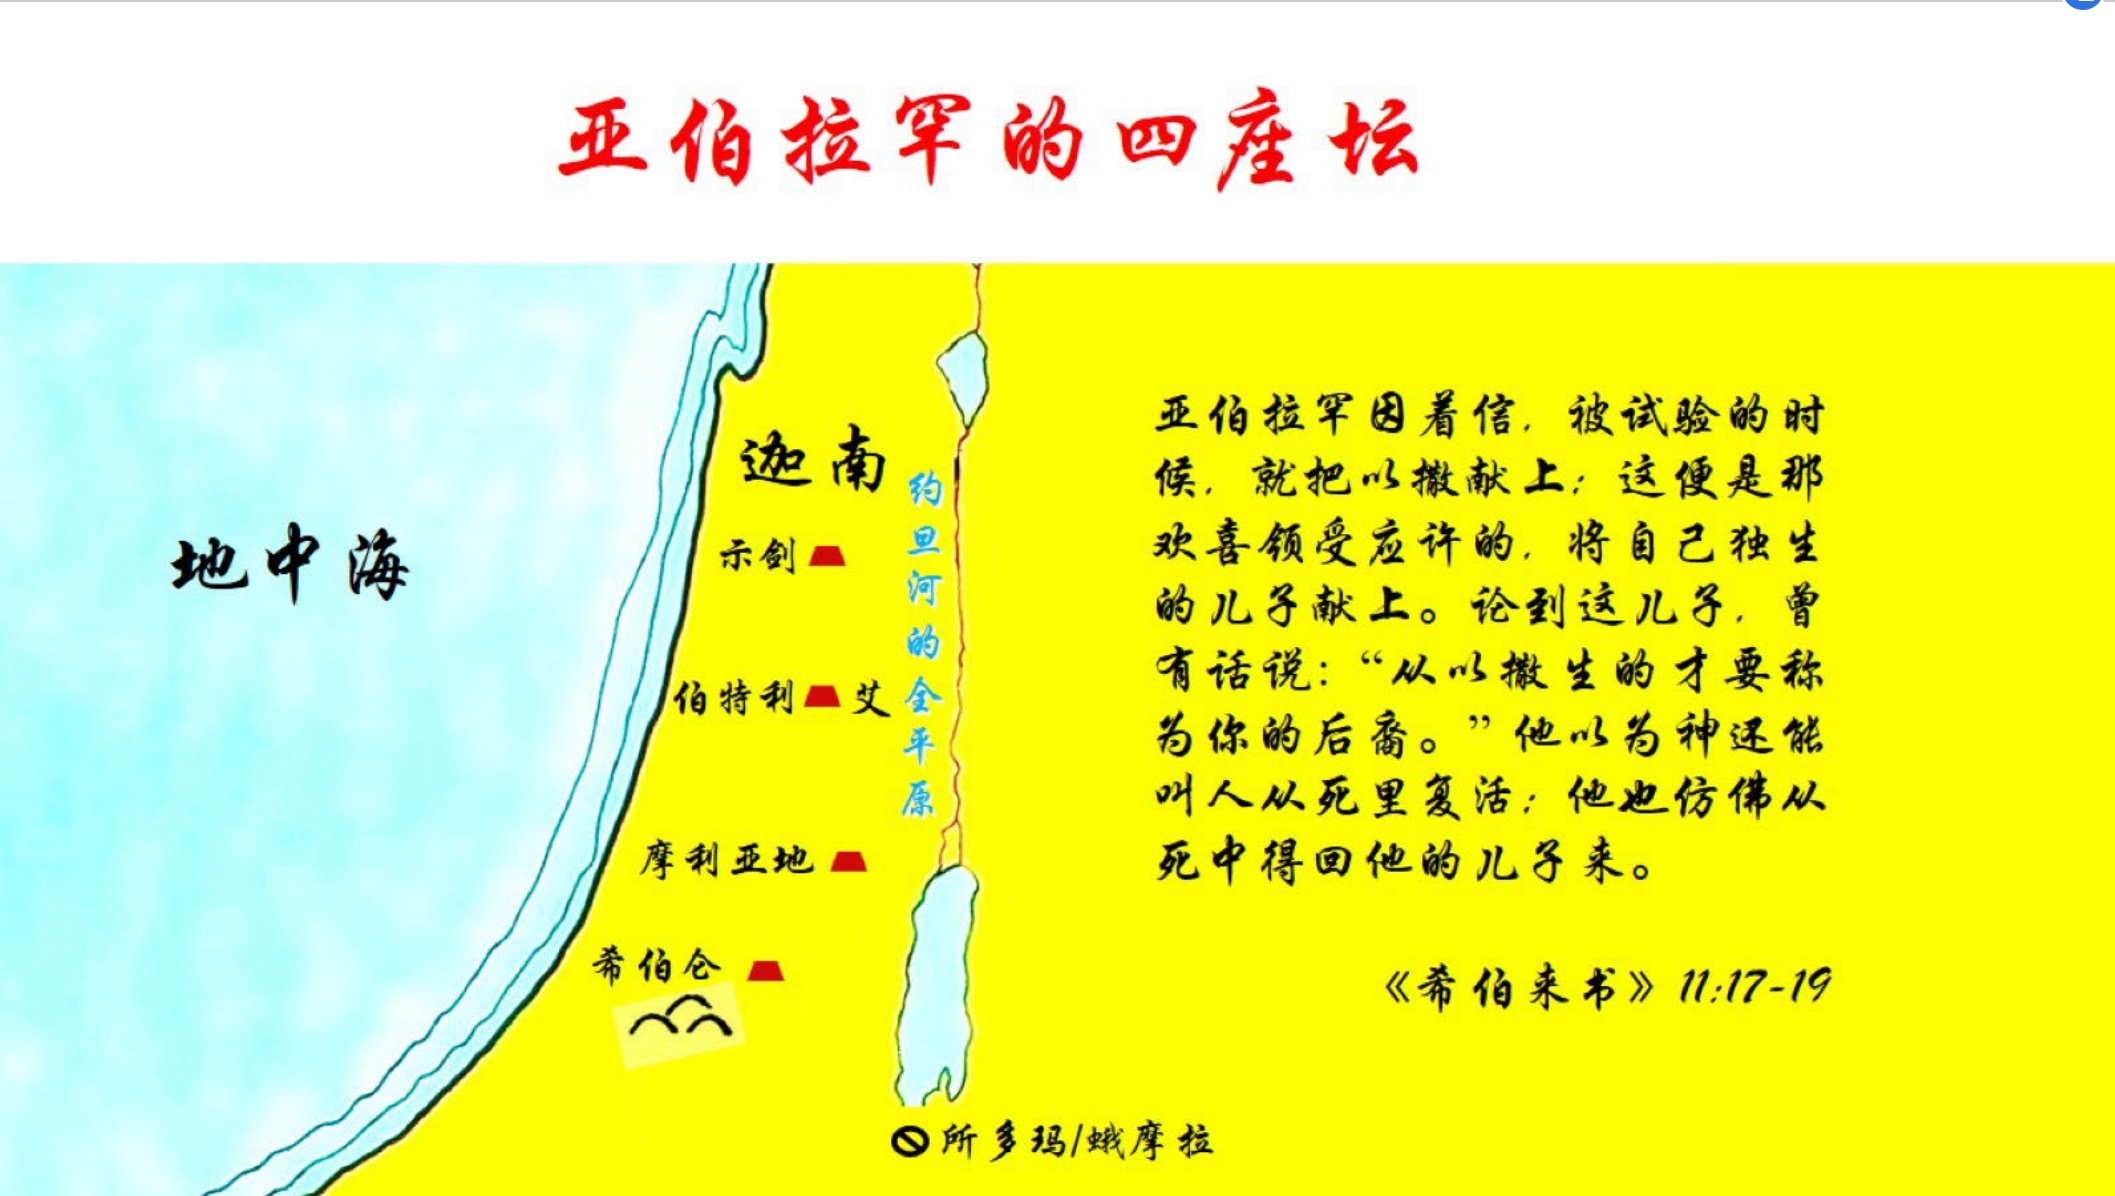 亚伯拉罕的四座坛
地中海
迦南
示剑
伯特利 艾
约旦河的全平原
摩利亚地
希伯仑
所多玛/蛾摩拉
亚伯拉罕因着信，被试验的时
候，就把以撒献上；这便是那
欢喜领受应许的，将自己独生
的儿子献上。论到这儿子，曾
有话说：“从以撒生的才要称
为你的后裔。”他以为神还能
叫人从死里复活；他也仿佛从
死中得回他的儿子来。
《希伯来书》11:17-19